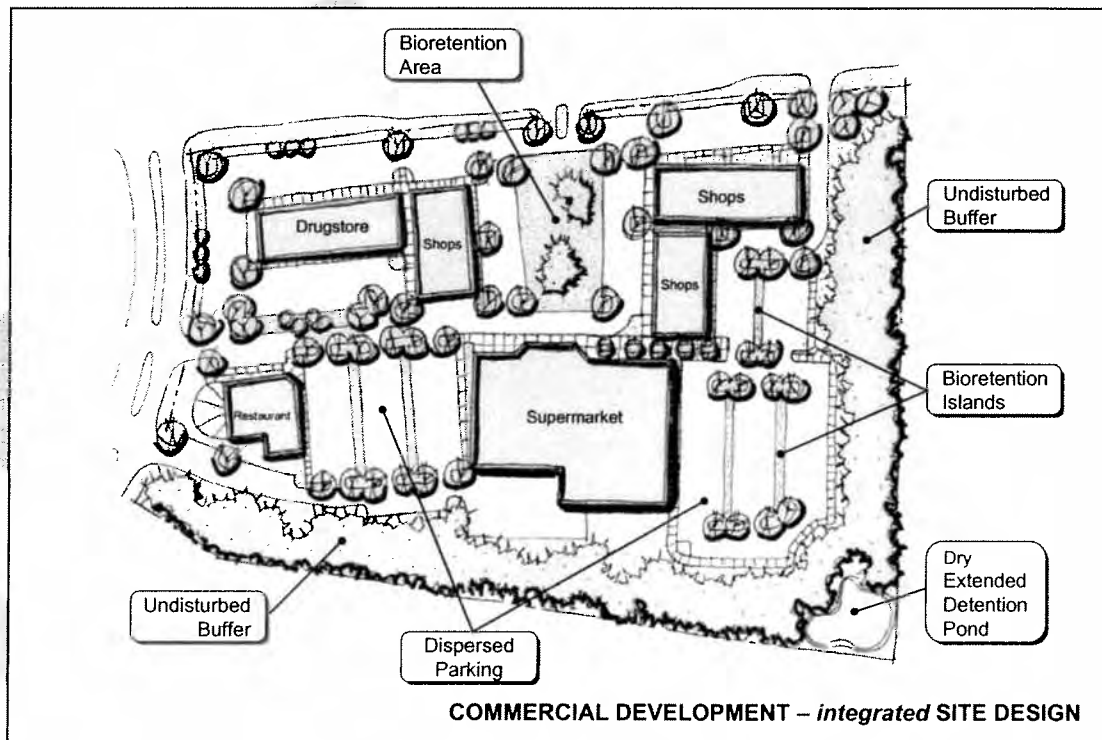 Bioretention
Area
Undisturbed
Buffer
Drugstore
Shops
Shops
Shops
Bioretention
Islands
Restaurant
Supermarket
Undisturbed
Buffer
Dispersed
Parking
Dry
Extended
Detention
Pond
COMMERCIAL DEVELOPMENT – integrated SITE DESIGN